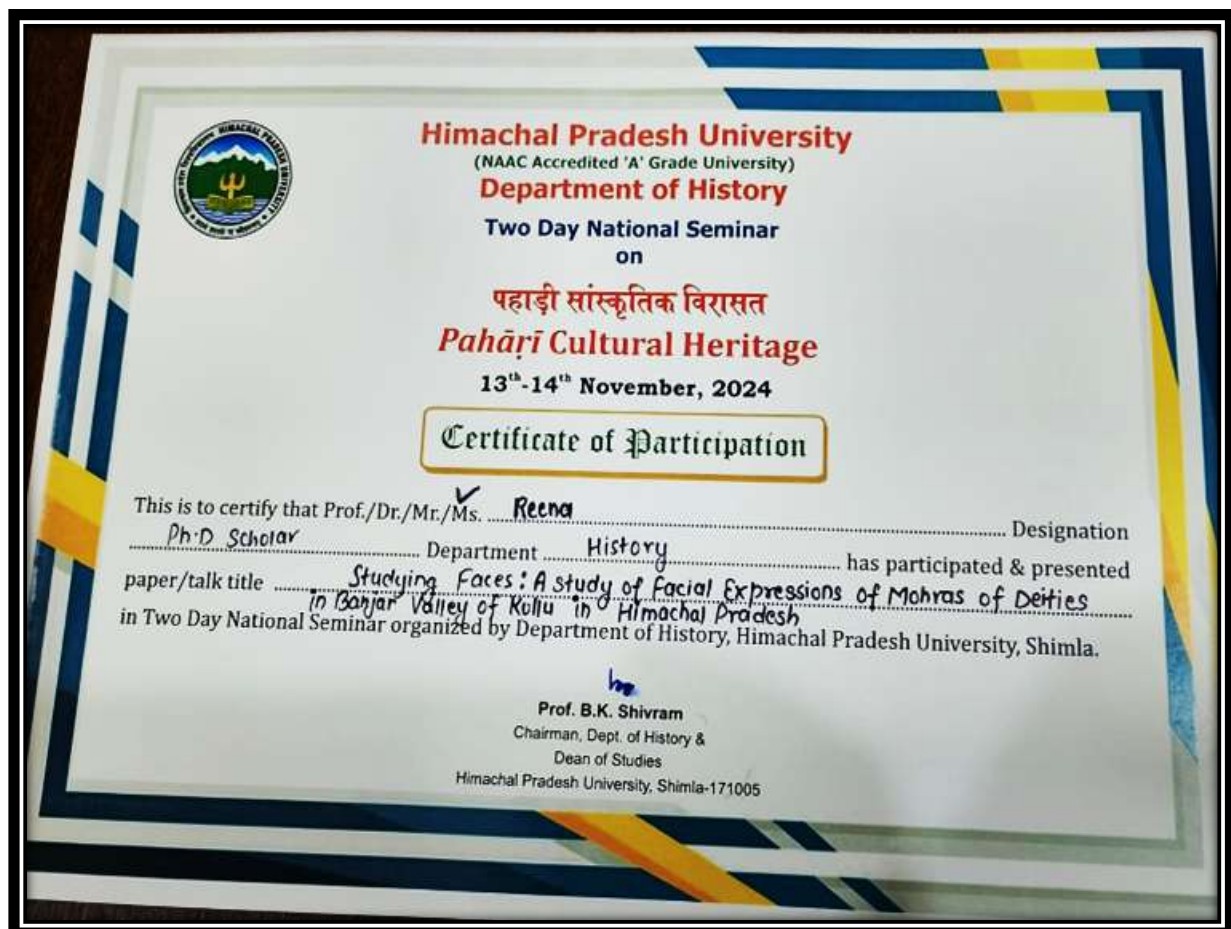 HIMACHAL PRADESH UNIVERSITY
Himachal Pradesh University
(NAAC Accredited 'A' Grade University)
Department of History
Two Day National Seminar
on
पहाड़ी सांस्कृतिक विरासत
Pahāṛī Cultural Heritage
13th-14th November, 2024
Certificate of Participation
This is to certify that Prof./Dr./Mr./Ms. Reena Designation
Ph.D Scholar Department History has participated & presented
paper/talk title Studying Faces: A study of Facial Expressions of Mohras of Deities
in Banjar Valley of Kullu in Himachal Pradesh
in Two Day National Seminar organized by Department of History, Himachal Pradesh University, Shimla.
Prof. B.K. Shivram
Chairman, Dept. of History &
Dean of Studies
Himachal Pradesh University, Shimla-171005